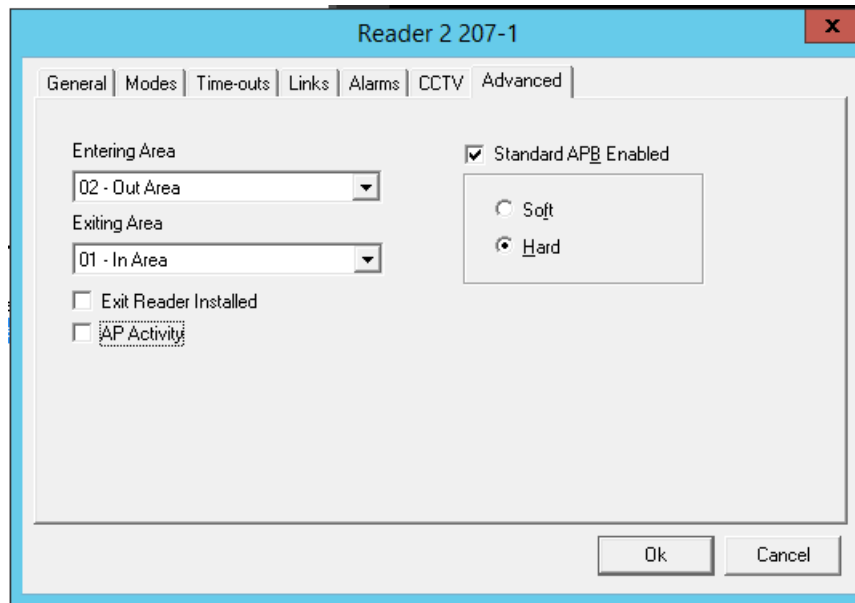 Reader 2 207-1
x
General Modes Time-outs Links Alarms CCTV Advanced
Entering Area
02 - Out Area
Exiting Area
01 - In Area
Exit Reader Installed
AP Activity
Standard APB Enabled
Soft
Hard
Ok Cancel